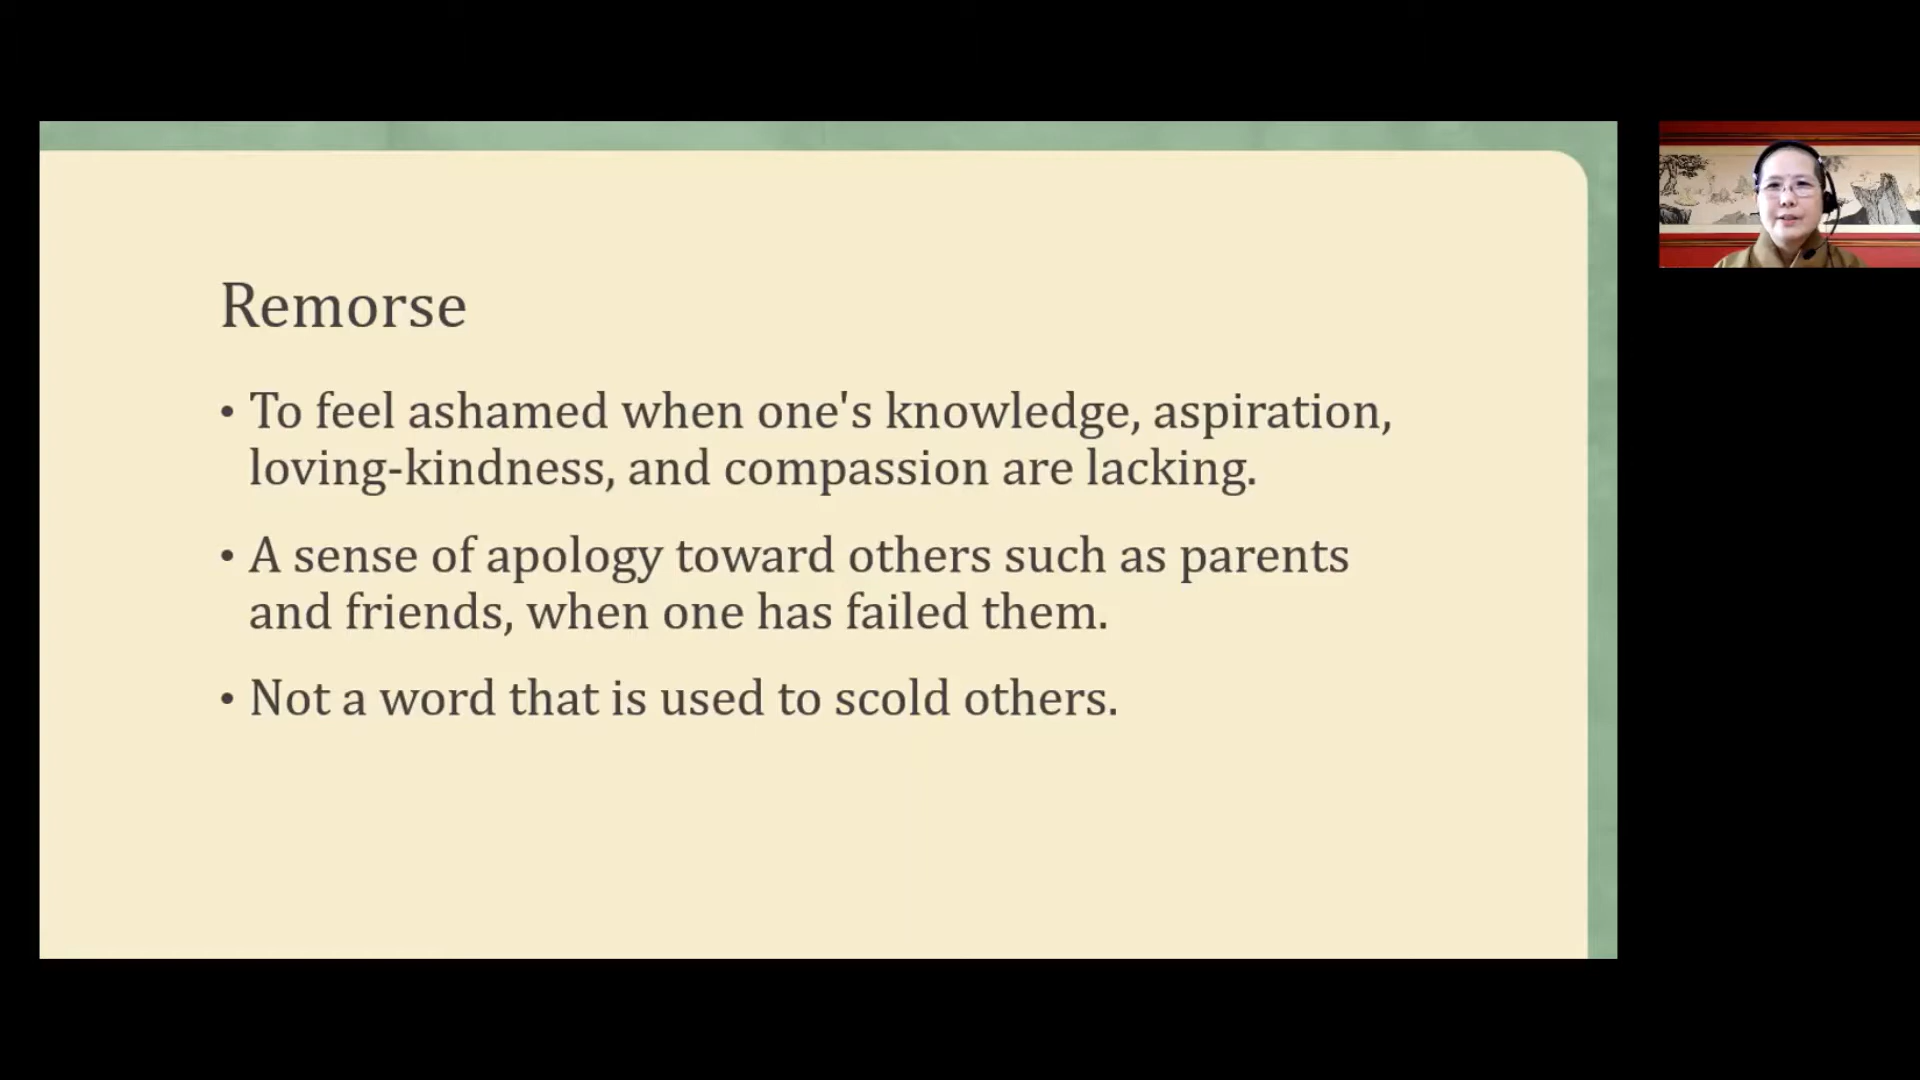 Remorse
• To feel ashamed when one's knowledge, aspiration,
loving-kindness, and compassion are lacking.
• A sense of apology toward others such as parents
and friends, when one has failed them.
• Not a word that is used to scold others.